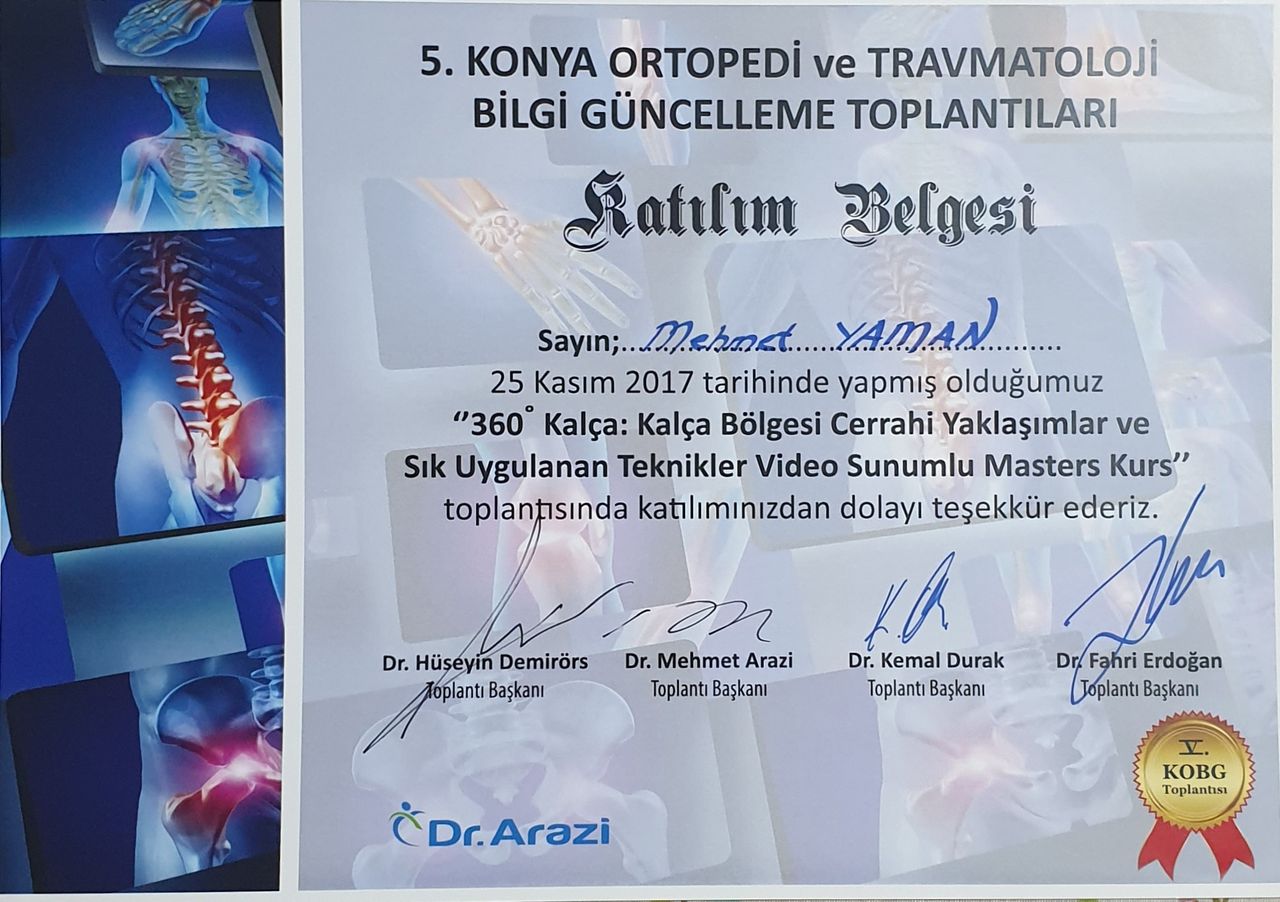 5. KONYA ORTOPEDİ ve TRAVMATOLOJİ
BİLGİ GÜNCELLEME TOPLANTILARI
Katılım Belgesi
Sayın;....Mehmet YAMAN....
25 Kasım 2017 tarihinde yapmış olduğumuz
‘’360° Kalça: Kalça Bölgesi Cerrahi Yaklaşımlar ve
Sık Uygulanan Teknikler Video Sunumlu Masters Kurs’’
toplantısında katılımınızdan dolayı teşekkür ederiz.
Dr. Hüseyin Demirörs Dr. Mehmet Arazi Dr. Kemal Durak Dr. Fahri Erdoğan
Toplantı Başkanı Toplantı Başkanı Toplantı Başkanı Toplantı Başkanı
V.
KOBG
Toplantısı
Dr.Arazi